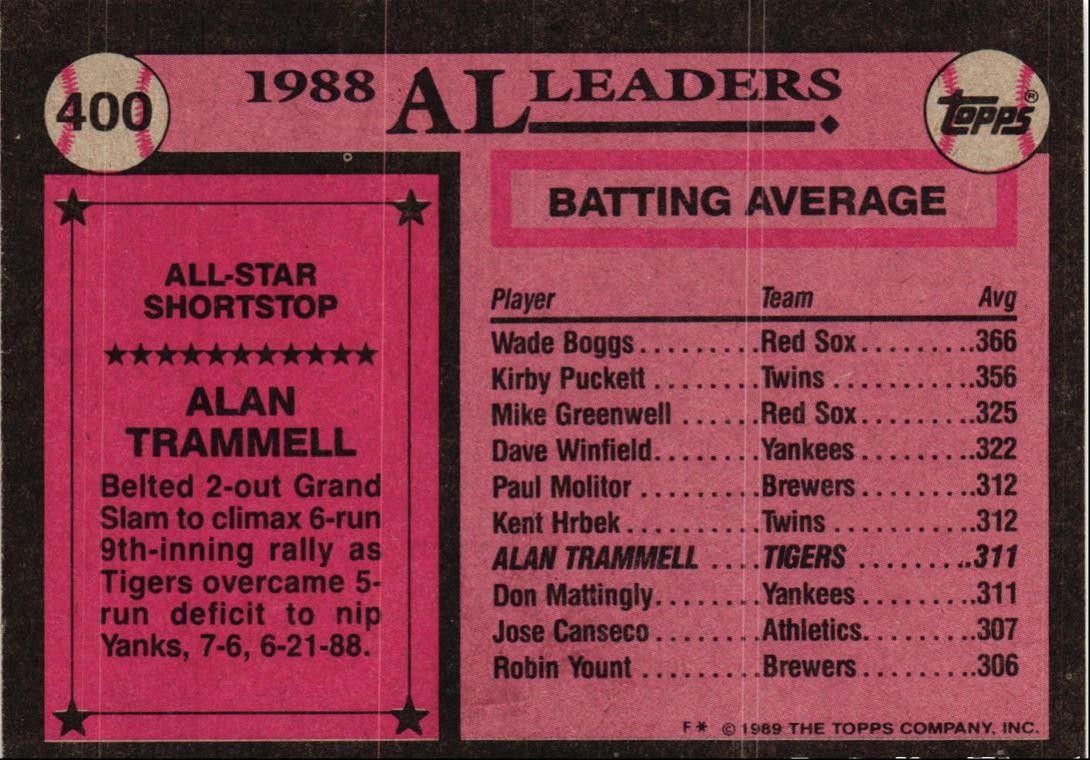 400
1988 AL LEADERS
TOPPS®
ALL-STAR
SHORTSTOP
ALAN
TRAMMELL
Belted 2-out Grand
Slam to climax 6-run
9th-inning rally as
Tigers overcame 5-
run deficit to nip
Yanks, 7-6, 6-21-88.
BATTING AVERAGE
Player Team Avg
Wade Boggs.........Red Sox.........366
Kirby Puckett ........Twins ...........356
Mike Greenwell .......Red Sox.........325
Dave Winfield........Yankees .........322
Paul Molitor .........Brewers.........312
Kent Hrbek..........Twins ...........312
ALAN TRAMMELL ....TIGERS .........311
Don Mattingly........Yankees .........311
Jose Canseco ........Athletics.........307
Robin Yount .........Brewers .........306
F* © 1989 THE TOPPS COMPANY, INC.